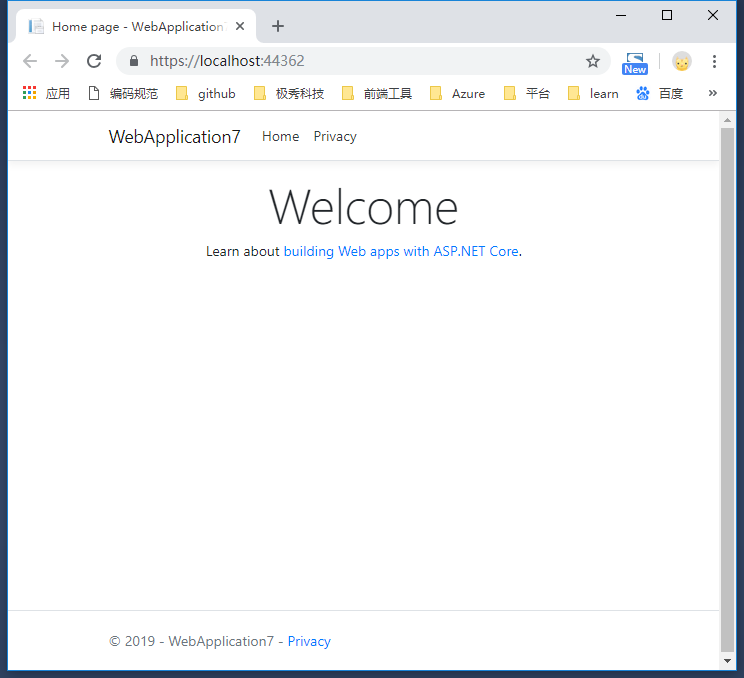 Home page - WebApplication7
https://localhost:44362
New
应用 编码规范 github 极秀科技 前端工具 Azure 平台 learn 百度 »
WebApplication7 Home Privacy
Welcome
Learn about building Web apps with ASP.NET Core.
© 2019 - WebApplication7 - Privacy